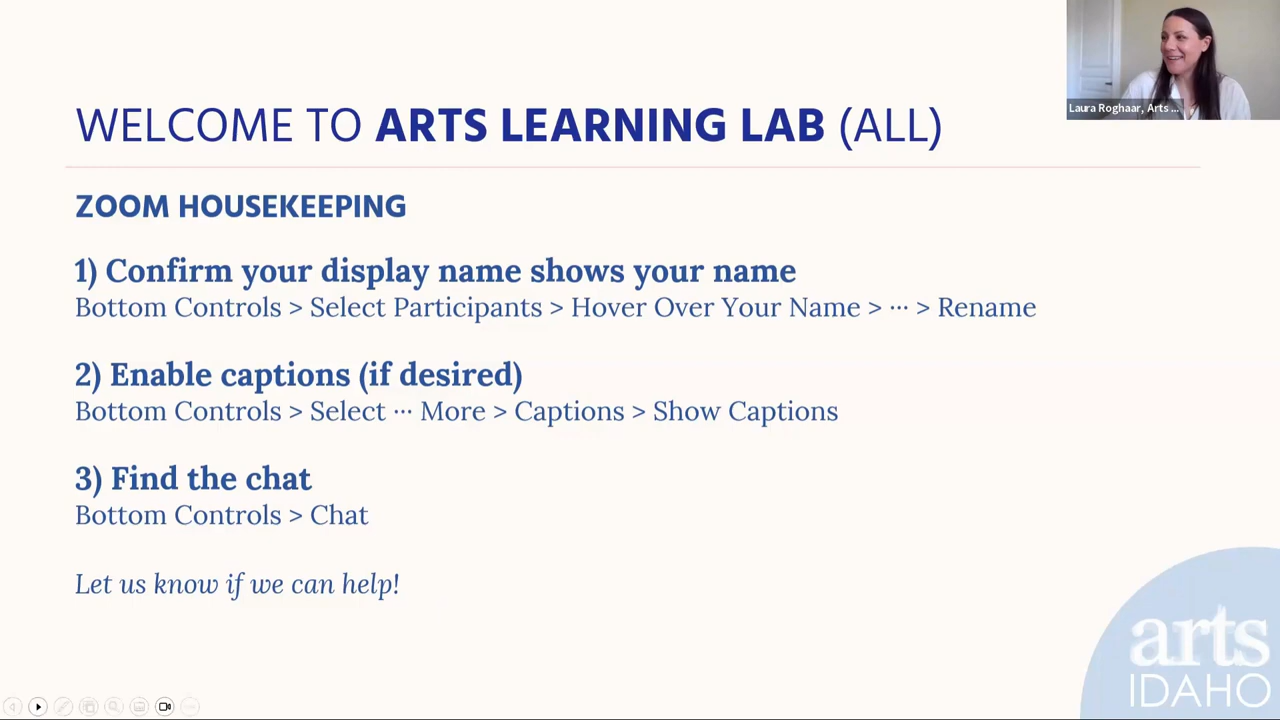 WELCOME TO ARTS LEARNING LAB (ALL)
Laura Roghaar, Arts ...
ZOOM HOUSEKEEPING
1) Confirm your display name shows your name
Bottom Controls > Select Participants > Hover Over Your Name > ··· > Rename
2) Enable captions (if desired)
Bottom Controls > Select ··· More > Captions > Show Captions
3) Find the chat
Bottom Controls > Chat
Let us know if we can help!
arts
IDAHO